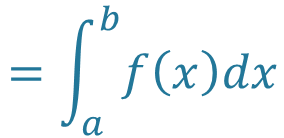 = ∫_a^b f(x)dx